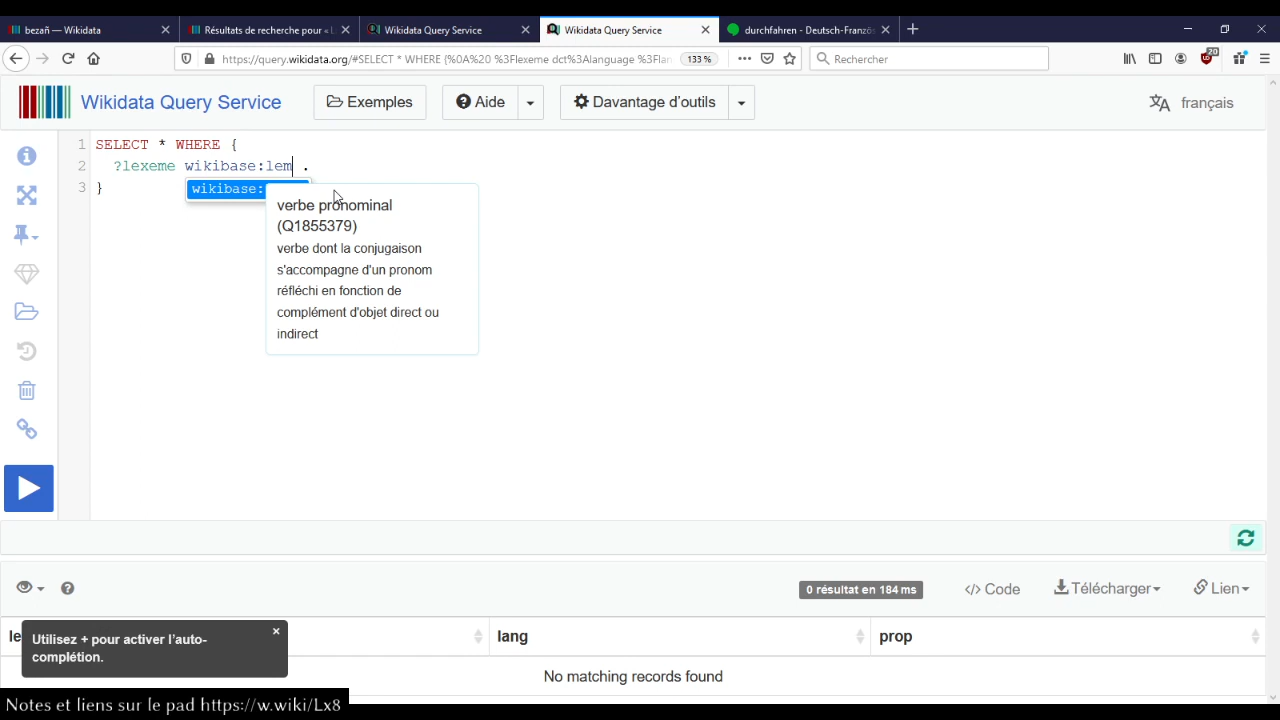 bezañ — Wikidata
Résultats de recherche pour «
Wikidata Query Service
Wikidata Query Service
durchfahren - Deutsch-Französ
https://query.wikidata.org/#SELECT * WHERE {%0A%20 %3Flexeme dct%3Alanguage %3Flan
133 %
Rechercher
20
Wikidata Query Service
Exemples
Aide
Davantage d'outils
français
1 SELECT * WHERE {
2 ?lexeme wikibase:lem .
3 }
wikibase:
verbe pronominal
(Q1855379)
verbe dont la conjugaison
s'accompagne d'un pronom
réfléchi en fonction de
complément d'objet direct ou
indirect
0 résultat en 184 ms
</> Code
Télécharger
Lien
le
lang
prop
Utilisez + pour activer l'auto-
complétion.
No matching records found
Notes et liens sur le pad https://w.wiki/Lx8